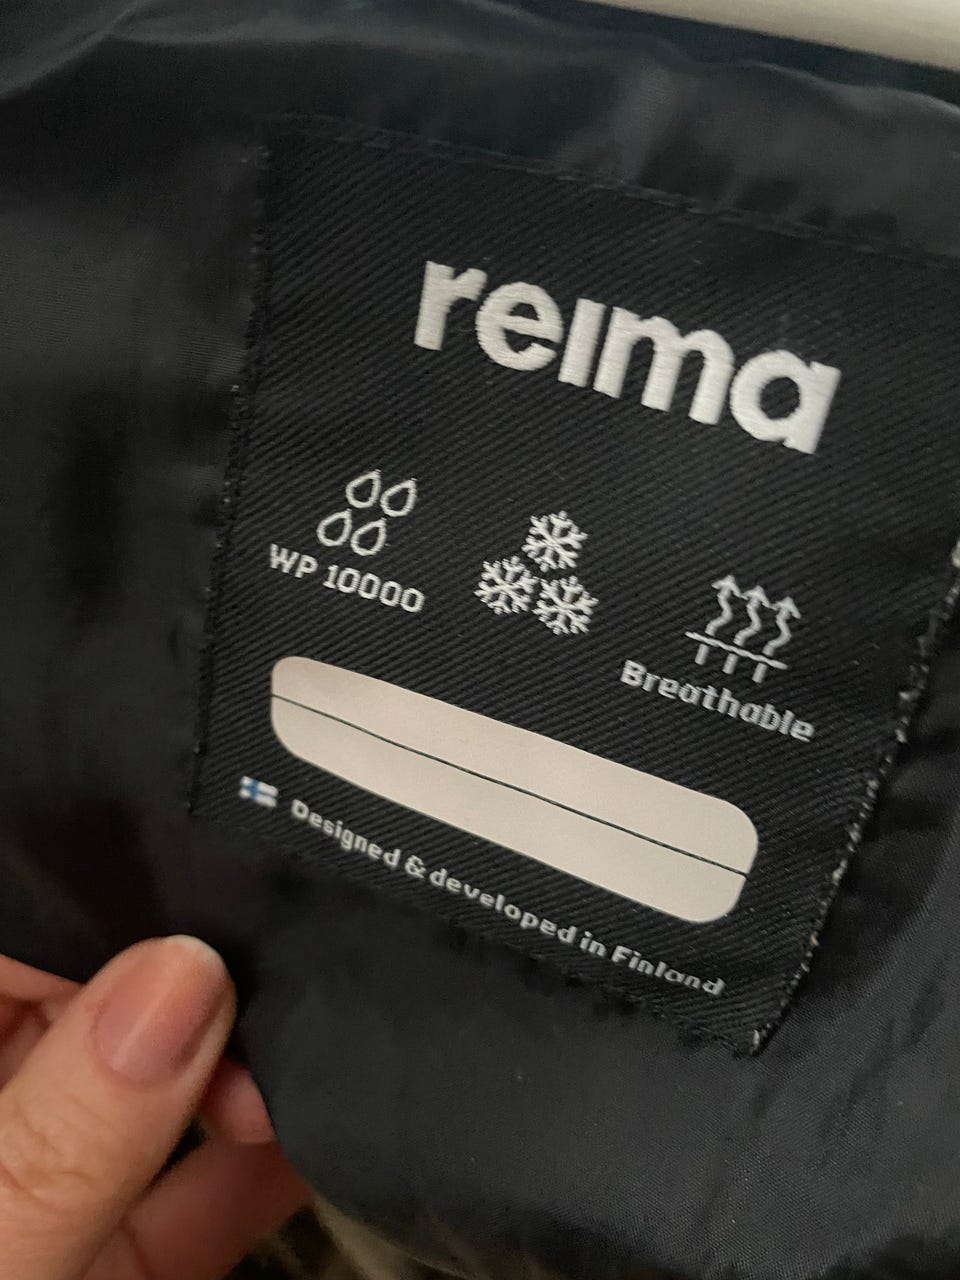 reima
WP 10000
Breathable
Designed & developed in Finland